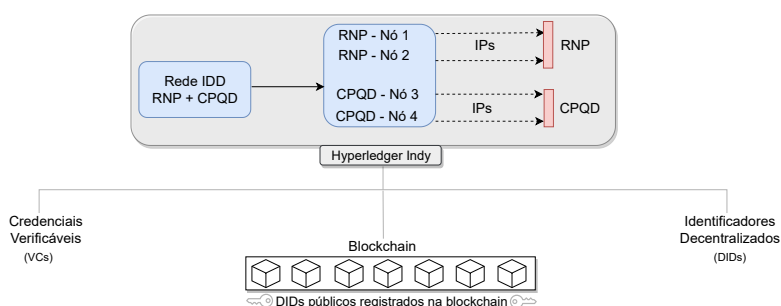 RNP - Nó 1
RNP - Nó 2
IPs
RNP
Rede IDD
RNP + CPQD
CPQD - Nó 3
CPQD - Nó 4
IPs
CPQD
Hyperledger Indy
Credenciais
Verificáveis
(VCs)
Identificadores
Decentralizados
(DIDs)
Blockchain
DIDs públicos registrados na blockchain